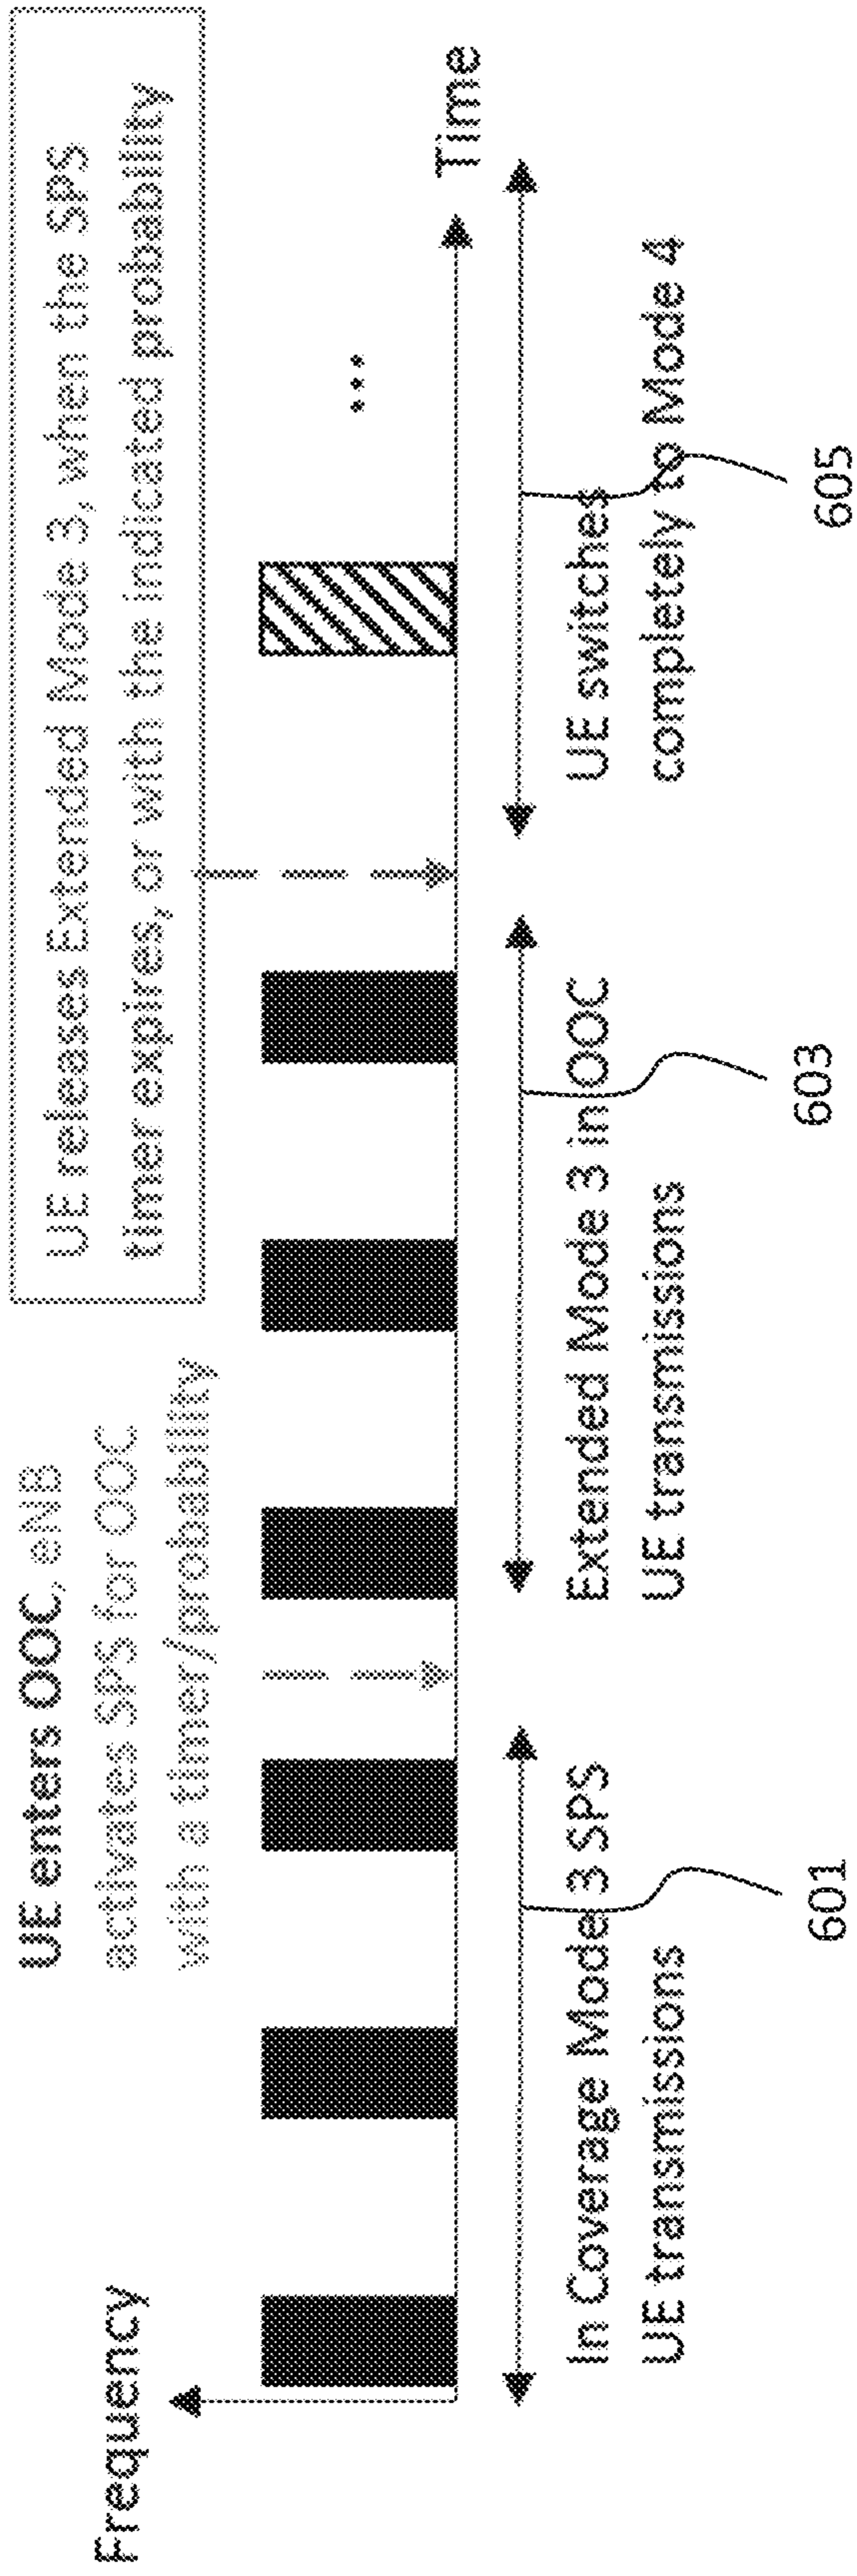 Frequency
UE enters OOC, eNB
activates SPS for OOC
with a timer/probability
UE releases Extended Mode 3, when the SPS
timer expires, or with the indicated probability
...
Time
In Coverage Mode 3 SPS
UE transmissions
601
Extended Mode 3 in OOC
UE transmissions
603
UE switches
completely to Mode 4
605